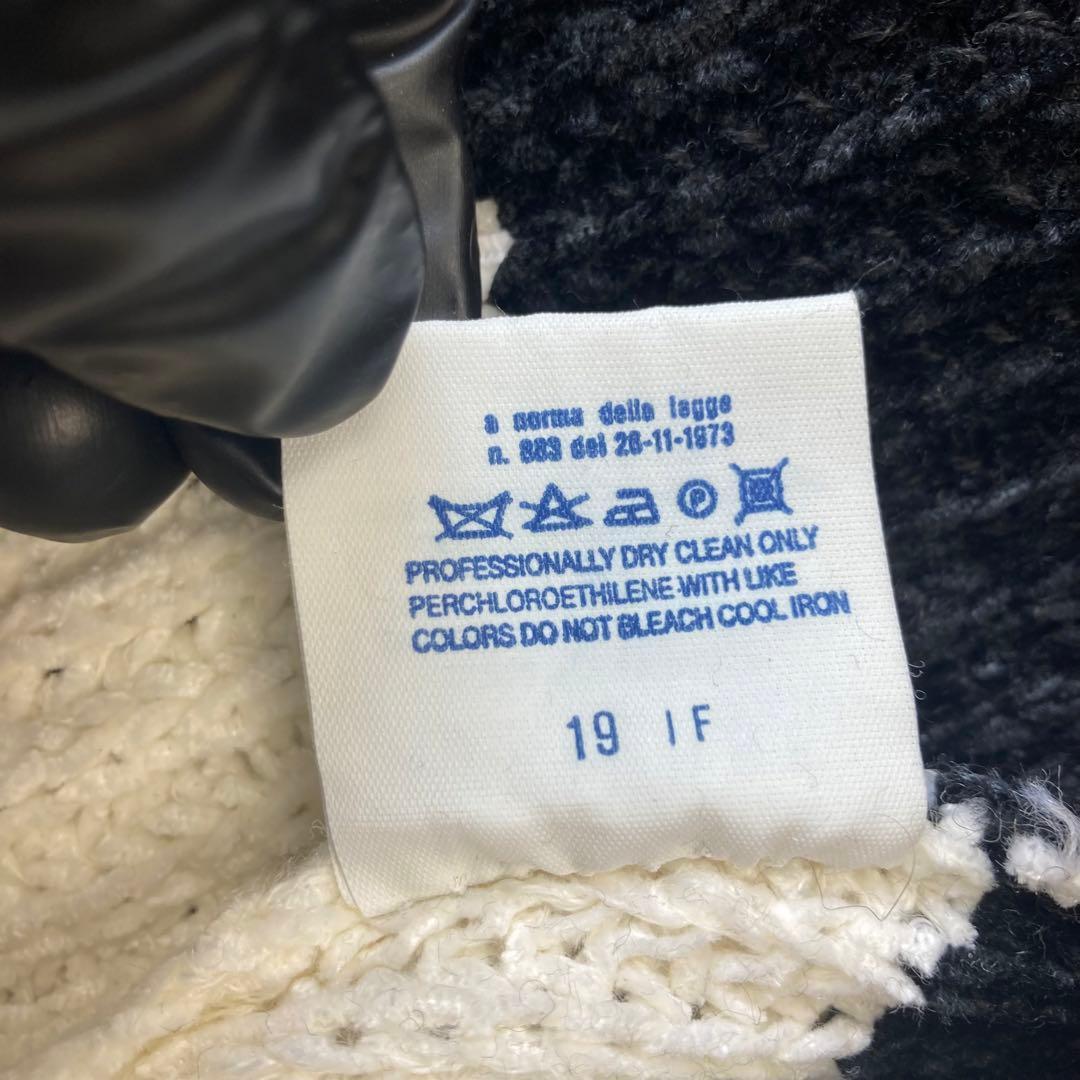 a norma della legge
n. 883 del 26-11-1973
P
PROFESSIONALLY DRY CLEAN ONLY
PERCHLOROETHILENE WITH LIKE
COLORS DO NOT BLEACH COOL IRON
19 IF